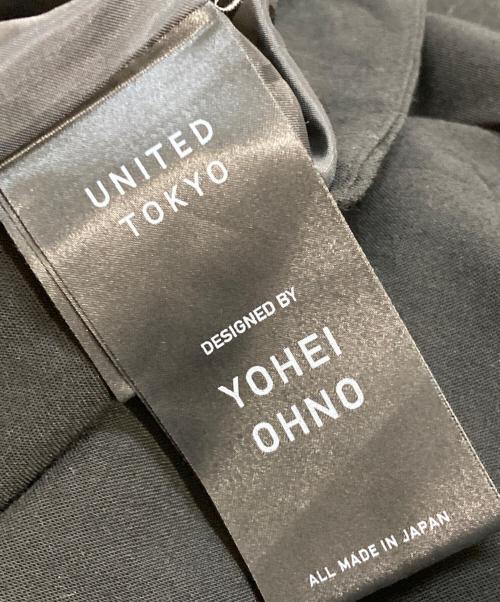 UNITED
TOKYO
DESIGNED BY
YOHEI
OHNO
ALL MADE IN JAPAN